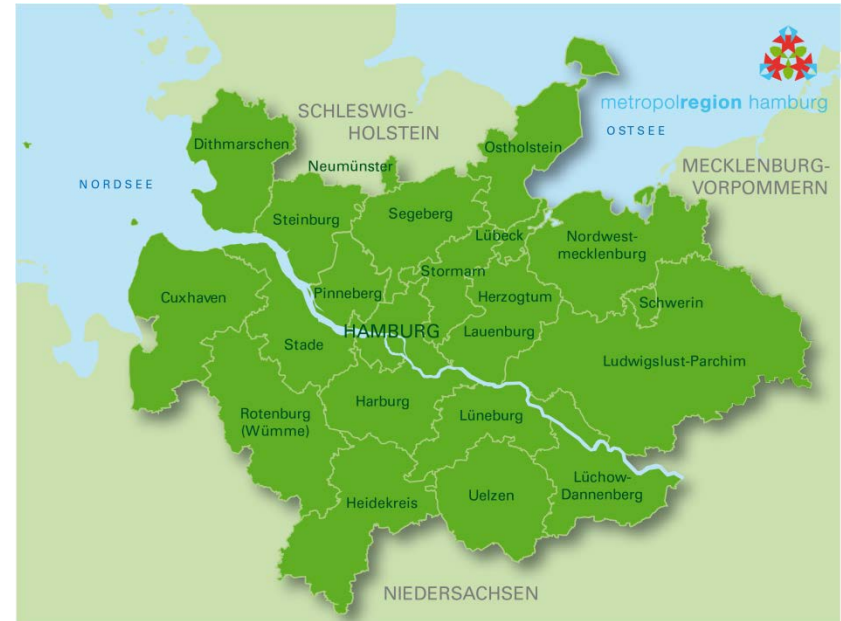 metropolregion hamburg
SCHLESWIG-
HOLSTEIN
OSTSEE
Dithmarschen
Ostholstein
Neumünster
MECKLENBURG-
VORPOMMERN
NORDSEE
Steinburg
Segeberg
Lübeck
Nordwest-
mecklenburg
Stormarn
Cuxhaven
Pinneberg
Herzogtum
Lauenburg
Schwerin
HAMBURG
Stade
Ludwigslust-Parchim
Harburg
Rotenburg
(Wümme)
Lüneburg
Lüchow-
Dannenberg
Heidekreis
Uelzen
NIEDERSACHSEN